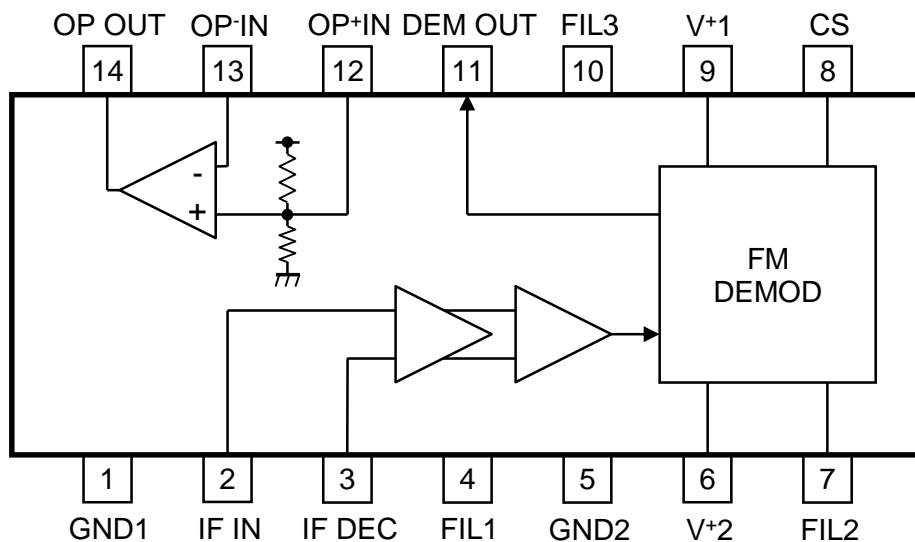 OP OUT OP⁻IN OP⁺IN DEM OUT FIL3 V⁺1 CS
14 13 12 11 10 9 8
-
+
FM
DEMOD
1 2 3 4 5 6 7
GND1 IF IN IF DEC FIL1 GND2 V⁺2 FIL2